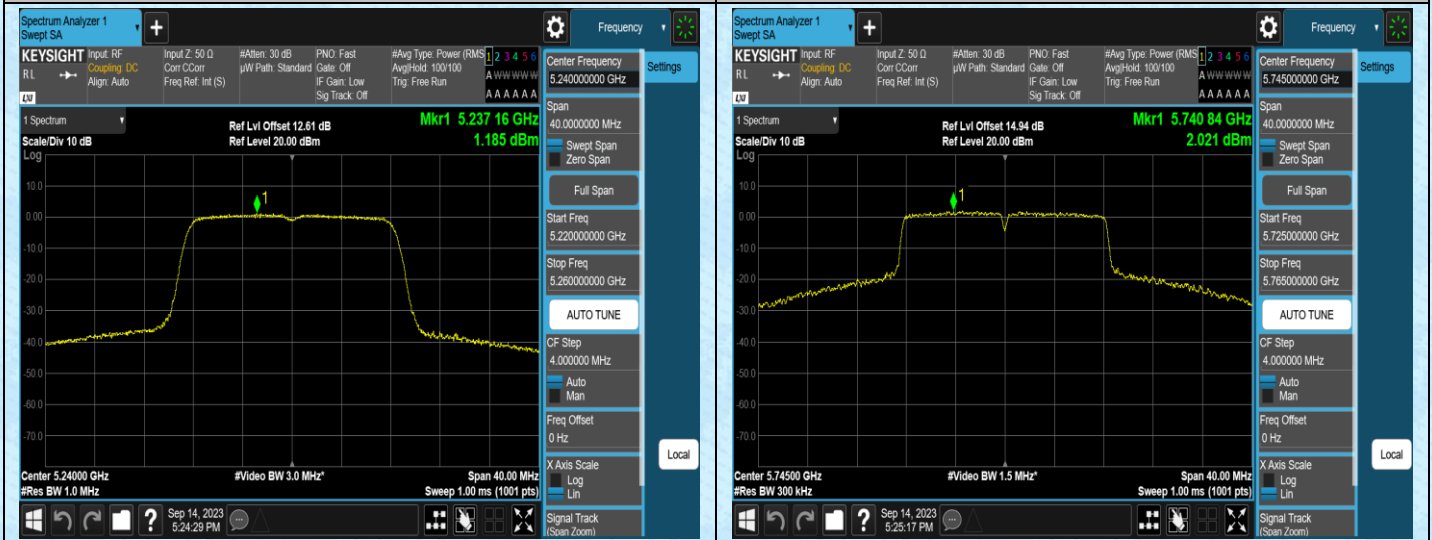 Spectrum Analyzer 1
Swept SA
+
Frequency
KEYSIGHT
Input: RF
Coupling: DC
Align: Auto
Input Z: 50 Ω
Corr CCorr
Freq Ref: Int (S)
#Atten: 30 dB
µW Path: Standard
PNO: Fast
Gate: Off
IF Gain: Low
Sig Track: Off
#Avg Type: Power (RMS
Avg|Hold: 100/100
Trig: Free Run
1 2 3 4 5 6
A W W W W W
A A A A A A
RL
LXI
Center Frequency
5.240000000 GHz
Settings
1 Spectrum
Scale/Div 10 dB
Log
Ref Lvl Offset 12.61 dB
Ref Level 20.00 dBm
Mkr1 5.237 16 GHz
1.185 dBm
Span
40.0000000 MHz
Swept Span
Zero Span
Full Span
Start Freq
5.220000000 GHz
Stop Freq
5.260000000 GHz
AUTO TUNE
CF Step
4.000000 MHz
Auto
Man
Freq Offset
0 Hz
X Axis Scale
Log
Lin
Signal Track
(Span Zoom)
Local
1
10.0
0.00
-10.0
-20.0
-30.0
-40.0
-50.0
-60.0
-70.0
Center 5.24000 GHz
#Res BW 1.0 MHz
#Video BW 3.0 MHz*
Span 40.00 MHz
Sweep 1.00 ms (1001 pts)
?
Sep 14, 2023
5:24:29 PM
Spectrum Analyzer 1
Swept SA
+
Frequency
KEYSIGHT
Input: RF
Coupling: DC
Align: Auto
Input Z: 50 Ω
Corr CCorr
Freq Ref: Int (S)
#Atten: 30 dB
µW Path: Standard
PNO: Fast
Gate: Off
IF Gain: Low
Sig Track: Off
#Avg Type: Power (RMS
Avg|Hold: 100/100
Trig: Free Run
1 2 3 4 5 6
A W W W W W
A A A A A A
RL
LXI
Center Frequency
5.745000000 GHz
Settings
1 Spectrum
Scale/Div 10 dB
Log
Ref Lvl Offset 14.94 dB
Ref Level 20.00 dBm
Mkr1 5.740 84 GHz
2.021 dBm
Span
40.0000000 MHz
Swept Span
Zero Span
Full Span
Start Freq
5.725000000 GHz
Stop Freq
5.765000000 GHz
AUTO TUNE
CF Step
4.000000 MHz
Auto
Man
Freq Offset
0 Hz
X Axis Scale
Log
Lin
Signal Track
(Span Zoom)
Local
1
10.0
0.00
-10.0
-20.0
-30.0
-40.0
-50.0
-60.0
-70.0
Center 5.74500 GHz
#Res BW 300 kHz
#Video BW 1.5 MHz*
Span 40.00 MHz
Sweep 1.00 ms (1001 pts)
?
Sep 14, 2023
5:25:17 PM